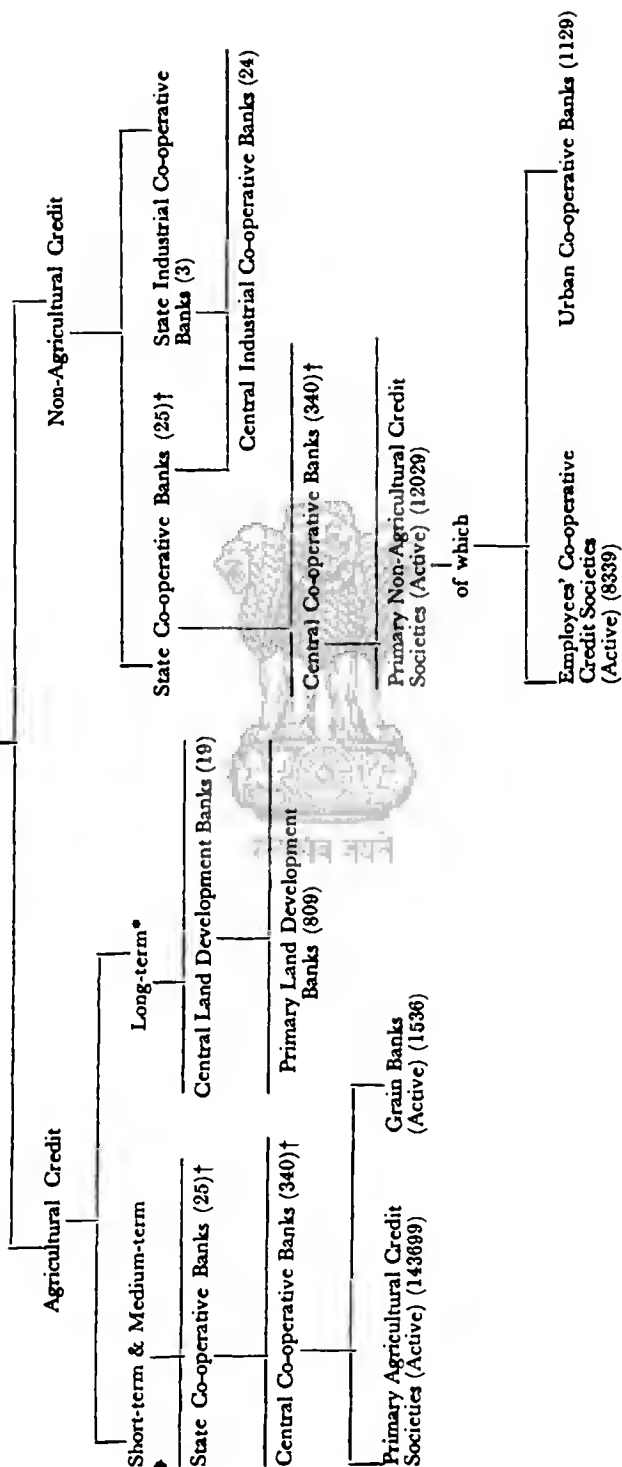 Agricultural Credit
Non-Agricultural Credit
Short-term & Medium-term
Long-term*
State Co-operative Banks (25)†
Central Co-operative Banks (340)†
Primary Agricultural Credit
Societies (Active) (143699)
Grain Banks
(Active) (1536)
Central Land Development Banks (19)
Primary Land Development
Banks (809)
State Co-operative Banks (25)†
State Industrial Co-operative
Banks (3)
Central Industrial Co-operative Banks (24)
Central Co-operative Banks (340)†
Primary Non-Agricultural Credit
Societies (Active) (12029)
of which
Employees' Co-operative
Credit Societies
(Active) (8339)
Urban Co-operative Banks (1129)